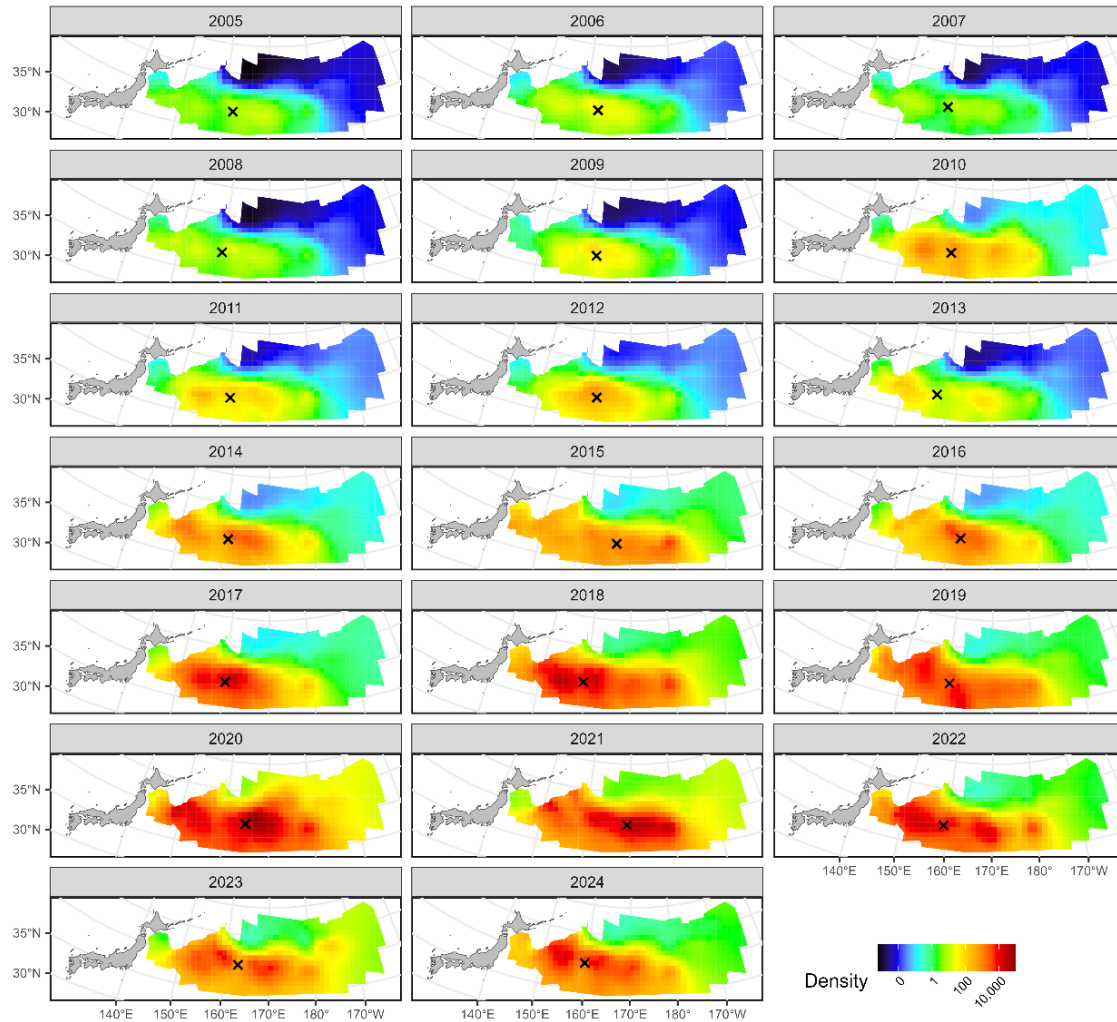 2005 2006 2007
35°N
30°N
2008 2009 2010
35°N
30°N
2011 2012 2013
35°N
30°N
2014 2015 2016
35°N
30°N
2017 2018 2019
35°N
30°N
2020 2021 2022
35°N
30°N
140°E 150°E 160°E 170°E 180° 170°W
2023 2024
35°N
30°N
140°E 150°E 160°E 170°E 180° 170°W 140°E 150°E 160°E 170°E 180° 170°W
Density
0 1 100 10,000